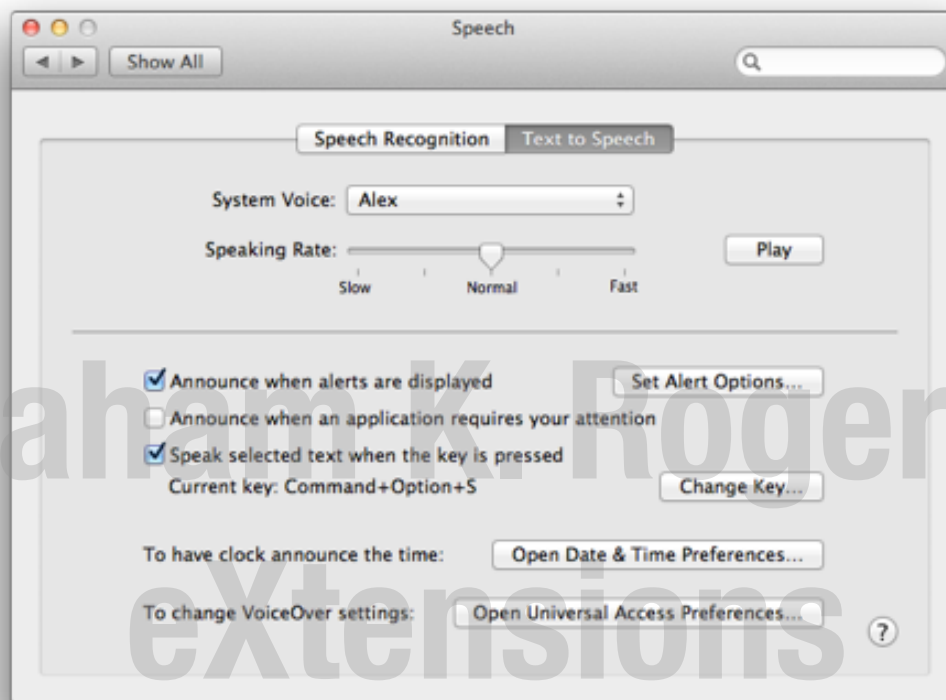 Speech
Show All
Speech Recognition Text to Speech
System Voice: Alex
Speaking Rate: Play
Slow Normal Fast
Announce when alerts are displayed Set Alert Options...
Announce when an application requires your attention
Speak selected text when the key is pressed
Current key: Command+Option+S Change Key...
To have clock announce the time: Open Date & Time Preferences...
To change VoiceOver settings: Open Universal Access Preferences...
?
aham K. Roger
eXtensions